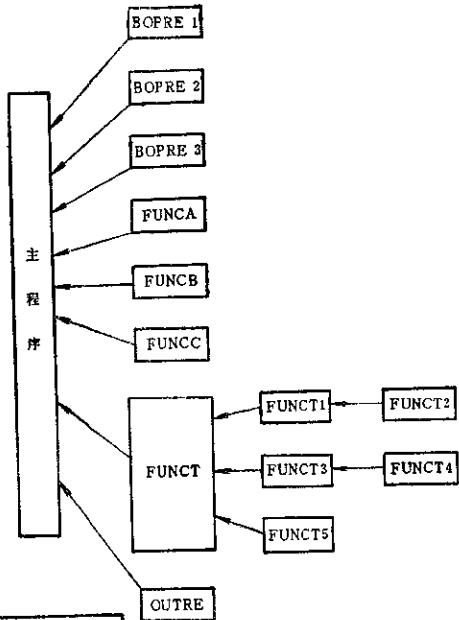 BOPRE 1
BOPRE 2
BOPRE 3
FUNCA
主程序
FUNCB
FUNCC
FUNCT1
FUNCT2
FUNCT
FUNCT3
FUNCT4
FUNCT5
OUTRE